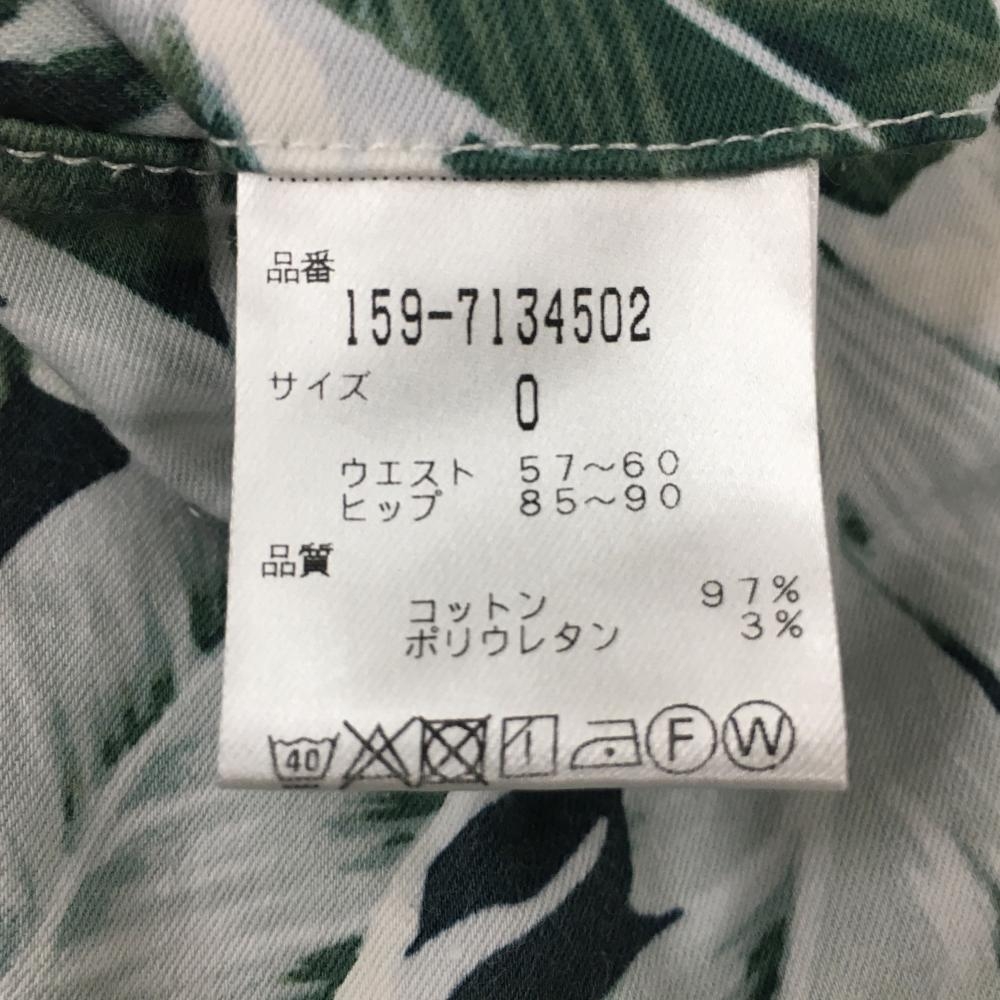 品番
159-7134502
サイズ 0
ウエスト 57～60
ヒップ 85～90
品質
コットン 97%
ポリウレタン 3%
40 F W